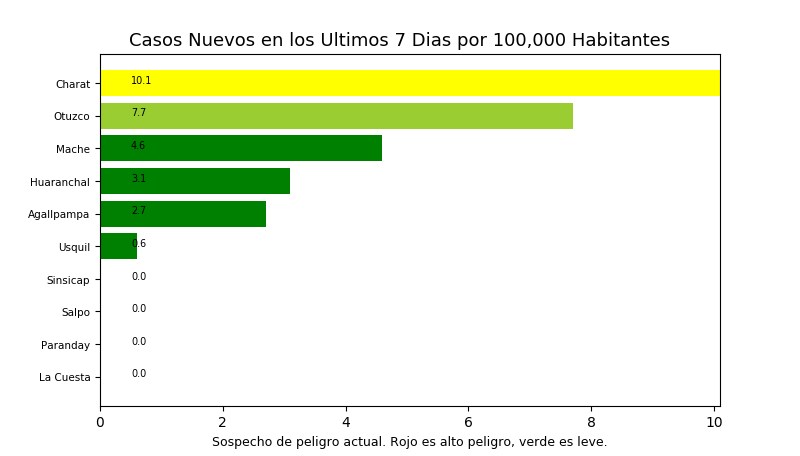 Casos Nuevos en los Ultimos 7 Dias por 100,000 Habitantes
Charat 10.1
Otuzco 7.7
Mache 4.6
Huaranchal 3.1
Agallpampa 2.7
Usquil 0.6
Sinsicap 0.0
Salpo 0.0
Paranday 0.0
La Cuesta 0.0
0 2 4 6 8 10
Sospecho de peligro actual. Rojo es alto peligro, verde es leve.